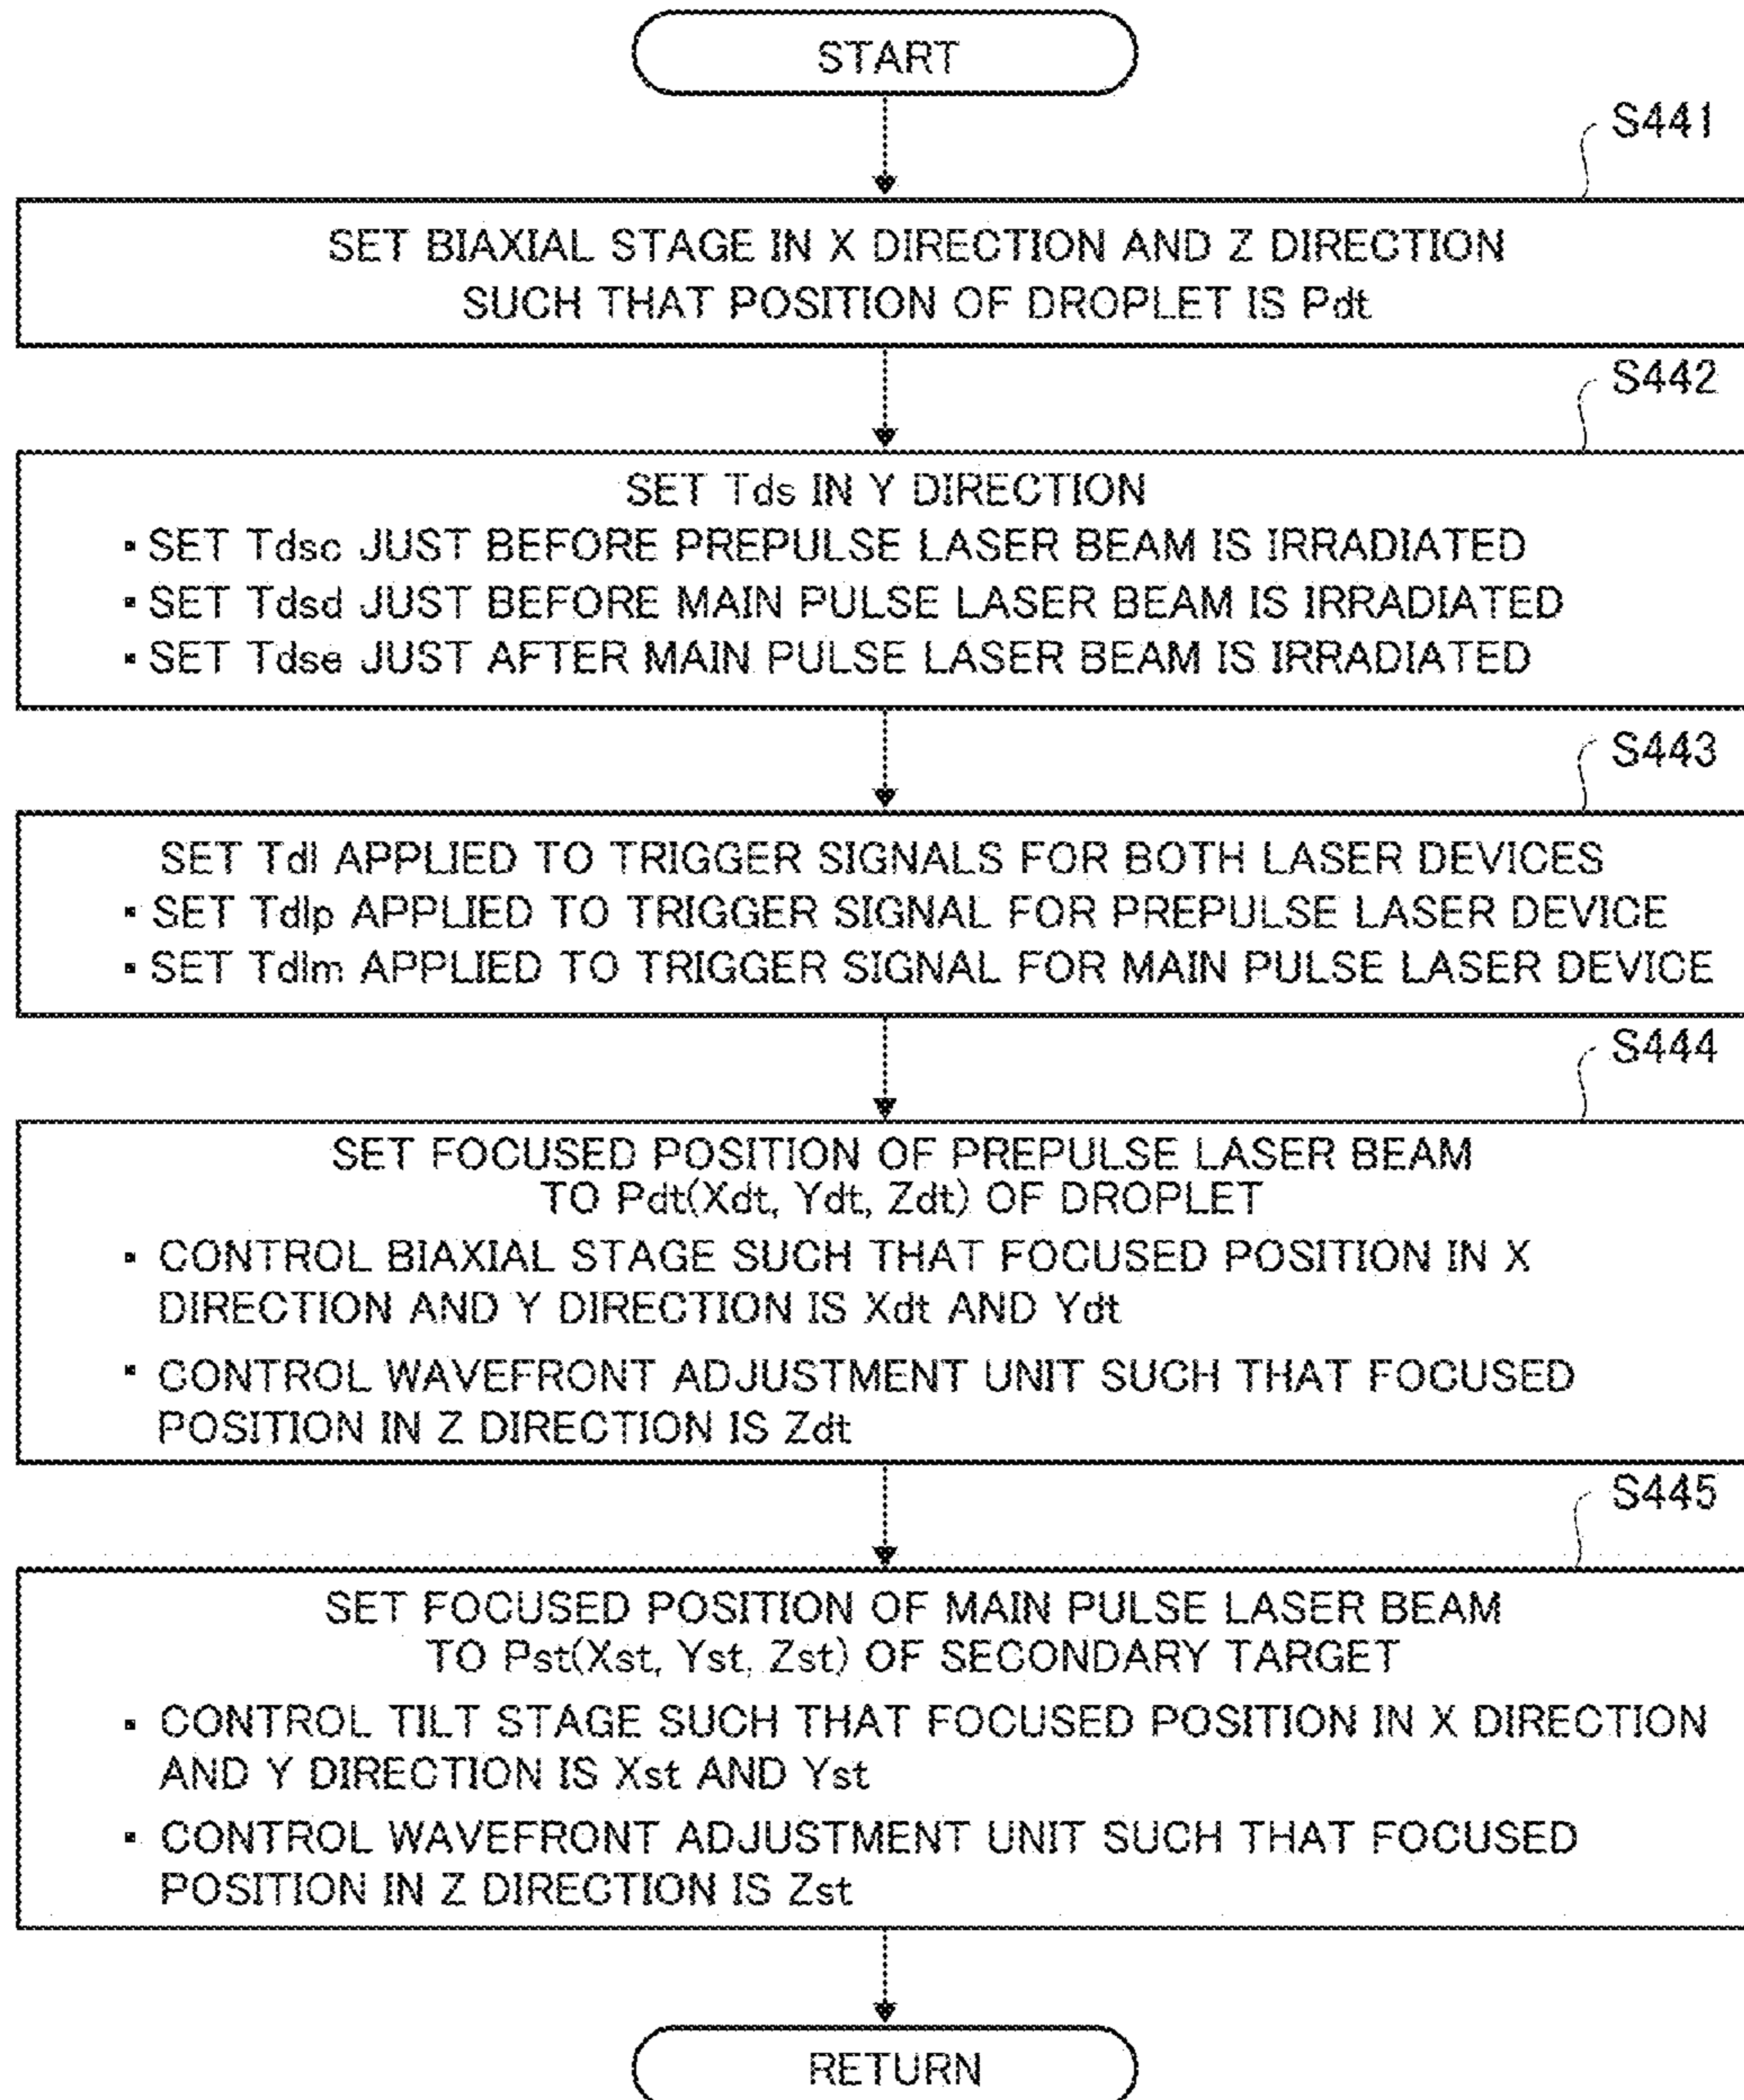 START
S441
SET BIAXIAL STAGE IN X DIRECTION AND Z DIRECTION
SUCH THAT POSITION OF DROPLET IS Pdt
S442
SET Tds IN Y DIRECTION
▪ SET Tdsc JUST BEFORE PREPULSE LASER BEAM IS IRRADIATED
▪ SET Tdsd JUST BEFORE MAIN PULSE LASER BEAM IS IRRADIATED
▪ SET Tdse JUST AFTER MAIN PULSE LASER BEAM IS IRRADIATED
S443
SET Tdl APPLIED TO TRIGGER SIGNALS FOR BOTH LASER DEVICES
▪ SET Tdlp APPLIED TO TRIGGER SIGNAL FOR PREPULSE LASER DEVICE
▪ SET Tdlm APPLIED TO TRIGGER SIGNAL FOR MAIN PULSE LASER DEVICE
S444
SET FOCUSED POSITION OF PREPULSE LASER BEAM
TO Pdt(Xdt, Ydt, Zdt) OF DROPLET
▪ CONTROL BIAXIAL STAGE SUCH THAT FOCUSED POSITION IN X
DIRECTION AND Y DIRECTION IS Xdt AND Ydt
▪ CONTROL WAVEFRONT ADJUSTMENT UNIT SUCH THAT FOCUSED
POSITION IN Z DIRECTION IS Zdt
S445
SET FOCUSED POSITION OF MAIN PULSE LASER BEAM
TO Pst(Xst, Yst, Zst) OF SECONDARY TARGET
▪ CONTROL TILT STAGE SUCH THAT FOCUSED POSITION IN X DIRECTION
AND Y DIRECTION IS Xst AND Yst
▪ CONTROL WAVEFRONT ADJUSTMENT UNIT SUCH THAT FOCUSED
POSITION IN Z DIRECTION IS Zst
RETURN